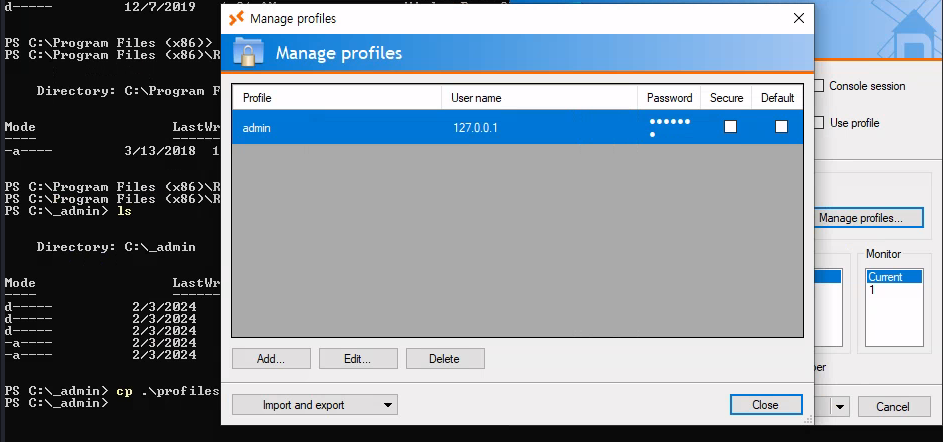 d----- 12/7/2019
PS C:\Program Files (x86)>
PS C:\Program Files (x86)\R
Directory: C:\Program F
Mode LastWr
---- ------
-a---- 3/13/2018 1
PS C:\Program Files (x86)\R
PS C:\Program Files (x86)\R
PS C:\_admin> ls
Directory: C:\_admin
Mode LastWr
---- ------
d----- 2/3/2024
d----- 2/3/2024
d----- 2/3/2024
-a---- 2/3/2024
-a---- 2/3/2024
PS C:\_admin> cp .\profiles
PS C:\_admin>
Manage profiles
Manage profiles
Profile User name Password Secure Default
admin 127.0.0.1 •••••••
Add... Edit... Delete
Import and export Close
Console session
Use profile
Manage profiles...
Monitor
Current
1
Cancel